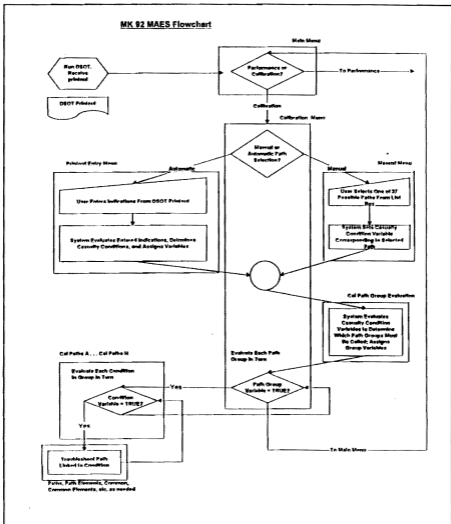 MK 92 MAES Flowchart
Main Menu
Run DSOT.
Receive
printout
Performance or
Calibration?
To Performance
DSOT Printout
Calibration
Calibration Menu
Manual or
Automatic Path
Selection?
Printout Entry Menu
Automatic
Manual
Manual Menu
User Enters Indications From DSOT Printout
User Selects One of 27
Possible Paths From List
Box
System Evaluates Entered Indications, Determines
Casualty Conditions, and Assigns Variables
System Sets Casualty
Condition Variable
Corresponding to Selected
Path
Cal Path Group Evaluation
System Evaluates
Casualty Condition
Variables to Determine
Which Path Groups Must
Be Called; Assigns
Group Variables
Cal Paths A . . . Cal Paths N
Evaluate Each Path
Group in Turn
Evaluate Each Condition
in Group in Turn
Yes
Path Group
Variable = TRUE?
Condition
Variable = TRUE?
Yes
To Main Menu
Troubleshoot Path
Linked to Condition
Paths, Path Elements, Common,
Common Elements, etc. as needed